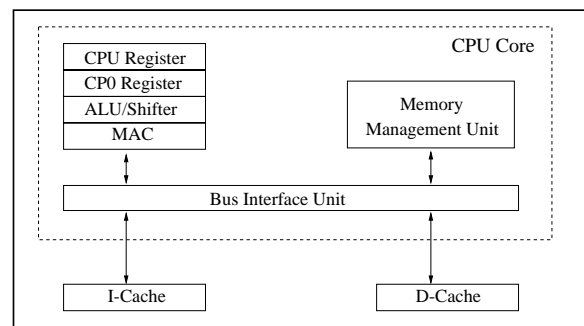 CPU Core
CPU Register
CP0 Register
ALU/Shifter
MAC
Memory
Management Unit
Bus Interface Unit
I-Cache
D-Cache